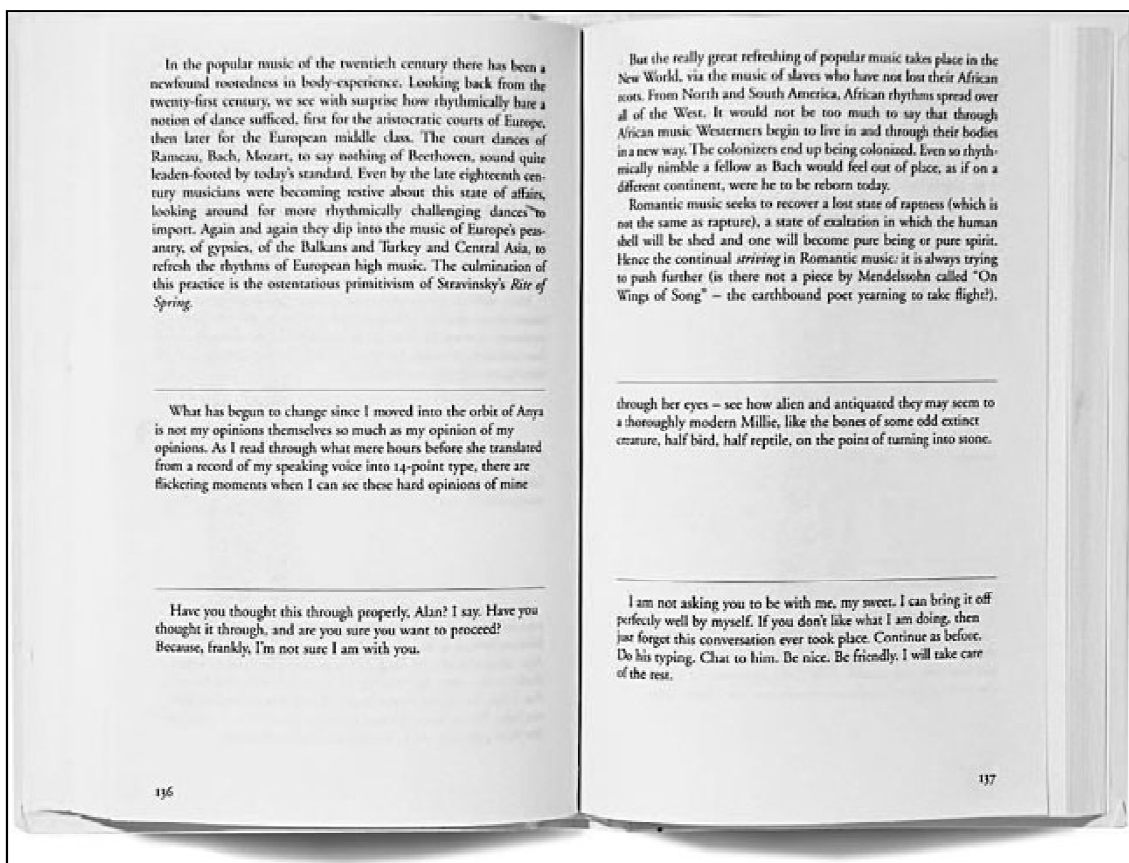 In the popular music of the twentieth century there has been a
newfound rootedness in body-experience. Looking back from the
twenty-first century, we see with surprise how rhythmically bare a
notion of dance sufficed, first for the aristocratic courts of Europe,
then later for the European middle class. The court dances of
Rameau, Bach, Mozart, to say nothing of Beethoven, sound quite
leaden-footed by today's standard. Even by the late eighteenth cen-
tury musicians were becoming restive about this state of affairs,
looking around for more rhythmically challenging dances to
import. Again and again they dip into the music of Europe's peas-
antry, of gypsies, of the Balkans and Turkey and Central Asia, to
refresh the rhythms of European high music. The culmination of
this practice is the ostentatious primitivism of Stravinsky's Rite of
Spring.
What has begun to change since I moved into the orbit of Anya
is not my opinions themselves so much as my opinion of my
opinions. As I read through what mere hours before she translated
from a record of my speaking voice into 14-point type, there are
flickering moments when I can see these hard opinions of mine
Have you thought this through properly, Alan? I say. Have you
thought it through, and are you sure you want to proceed?
Because, frankly, I'm not sure I am with you.
136
But the really great refreshing of popular music takes place in the
New World, via the music of slaves who have not lost their African
roots. From North and South America, African rhythms spread over
all of the West. It would not be too much to say that through
African music Westerners begin to live in and through their bodies
in a new way. The colonizers end up being colonized. Even so rhyth-
mically nimble a fellow as Bach would feel out of place, as if on a
different continent, were he to be reborn today.
Romantic music seeks to recover a lost state of raptness (which is
not the same as rapture), a state of exaltation in which the human
shell will be shed and one will become pure being or pure spirit.
Hence the continual striving in Romantic music: it is always trying
to push further (is there not a piece by Mendelssohn called "On
Wings of Song" – the earthbound poet yearning to take flight?).
through her eyes – see how alien and antiquated they may seem to
a thoroughly modern Millie, like the bones of some odd extinct
creature, half bird, half reptile, on the point of turning into stone.
I am not asking you to be with me, my sweet. I can bring it off
perfectly well by myself. If you don't like what I am doing, then
just forget this conversation ever took place. Continue as before.
Do his typing. Chat to him. Be nice. Be friendly. I will take care
of the rest.
137